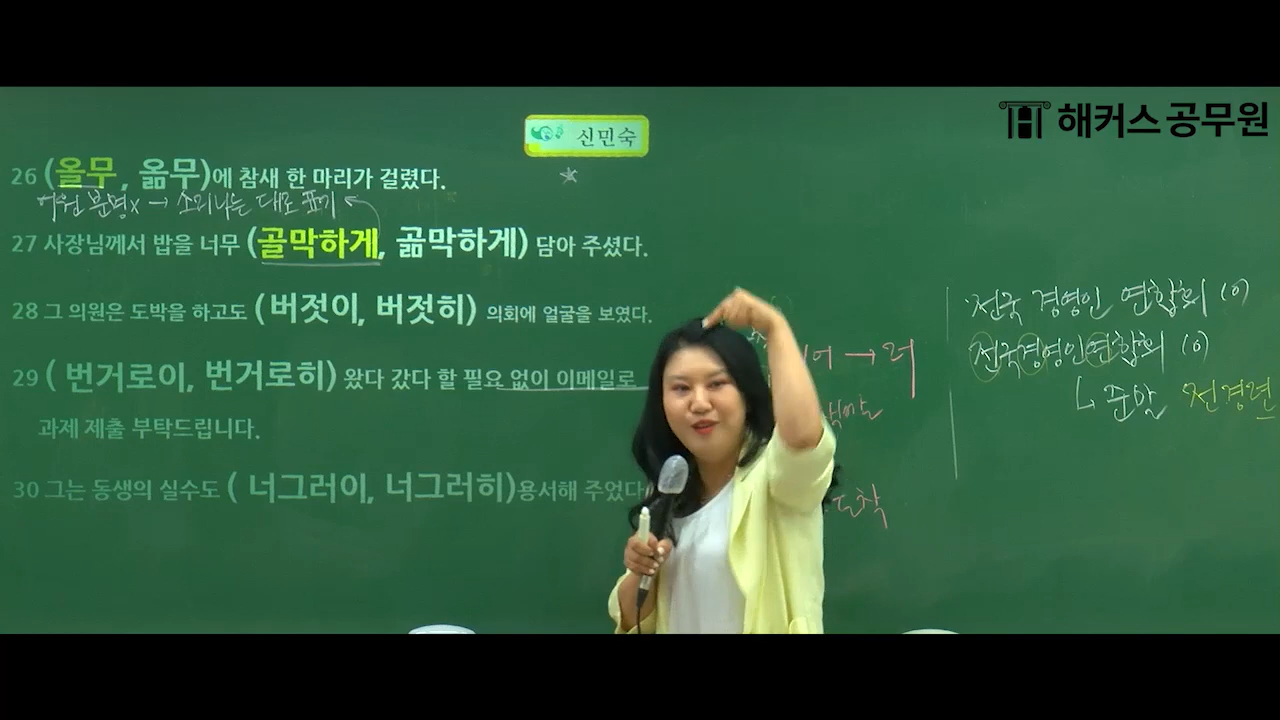 해커스 공무원
신민숙
26 (올무, 옮무)에 참새 한 마리가 걸렸다.
어원 분명x → 소리나는 대로 표기
27 사장님께서 밥을 너무 (골막하게, 곪막하게) 담아 주셨다.
28 그 의원은 도박을 하고도 (버젓이, 버젓히) 의회에 얼굴을 보였다.
29 ( 번거로이, 번거로히) 왔다 갔다 할 필요 없이 이메일로
과제 제출 부탁드립니다.
30 그는 동생의 실수도 ( 너그러이, 너그러히)용서해 주었다
어 → 러
도착
전국 경영인 연합회 (o)
전국경영인연합회 (o)
↳ 준말 전경련